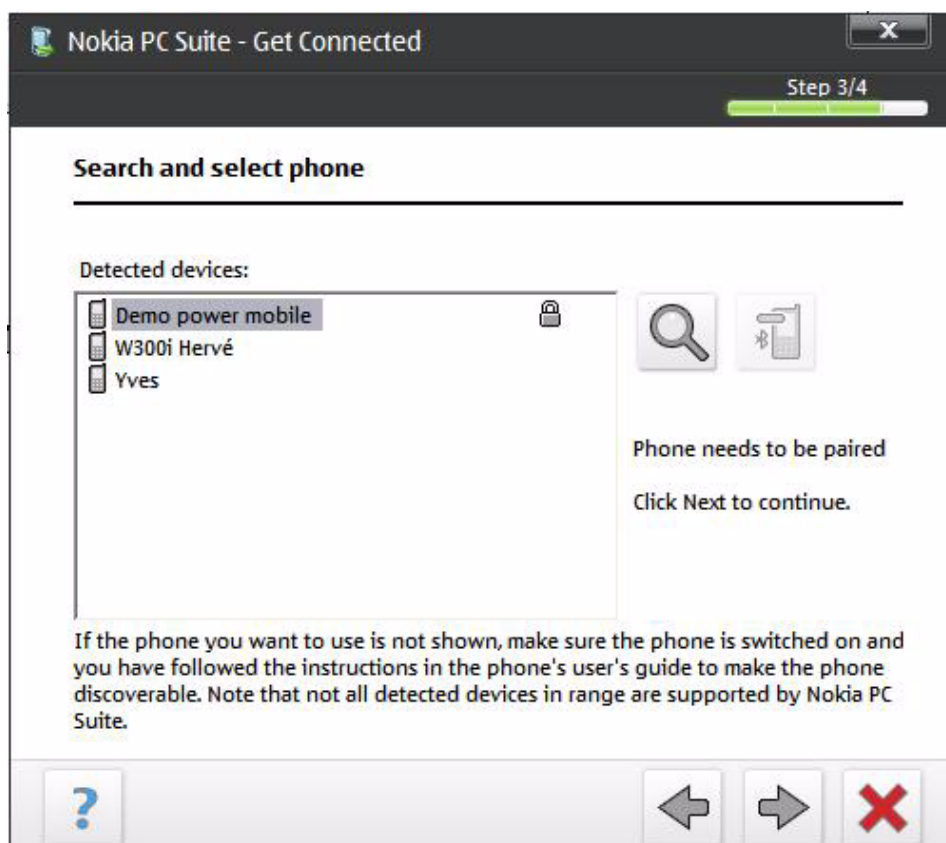 Nokia PC Suite - Get Connected
Step 3/4
Search and select phone
Detected devices:
Demo power mobile
W300i Hervé
Yves
Phone needs to be paired
Click Next to continue.
If the phone you want to use is not shown, make sure the phone is switched on and
you have followed the instructions in the phone's user's guide to make the phone
discoverable. Note that not all detected devices in range are supported by Nokia PC
Suite.